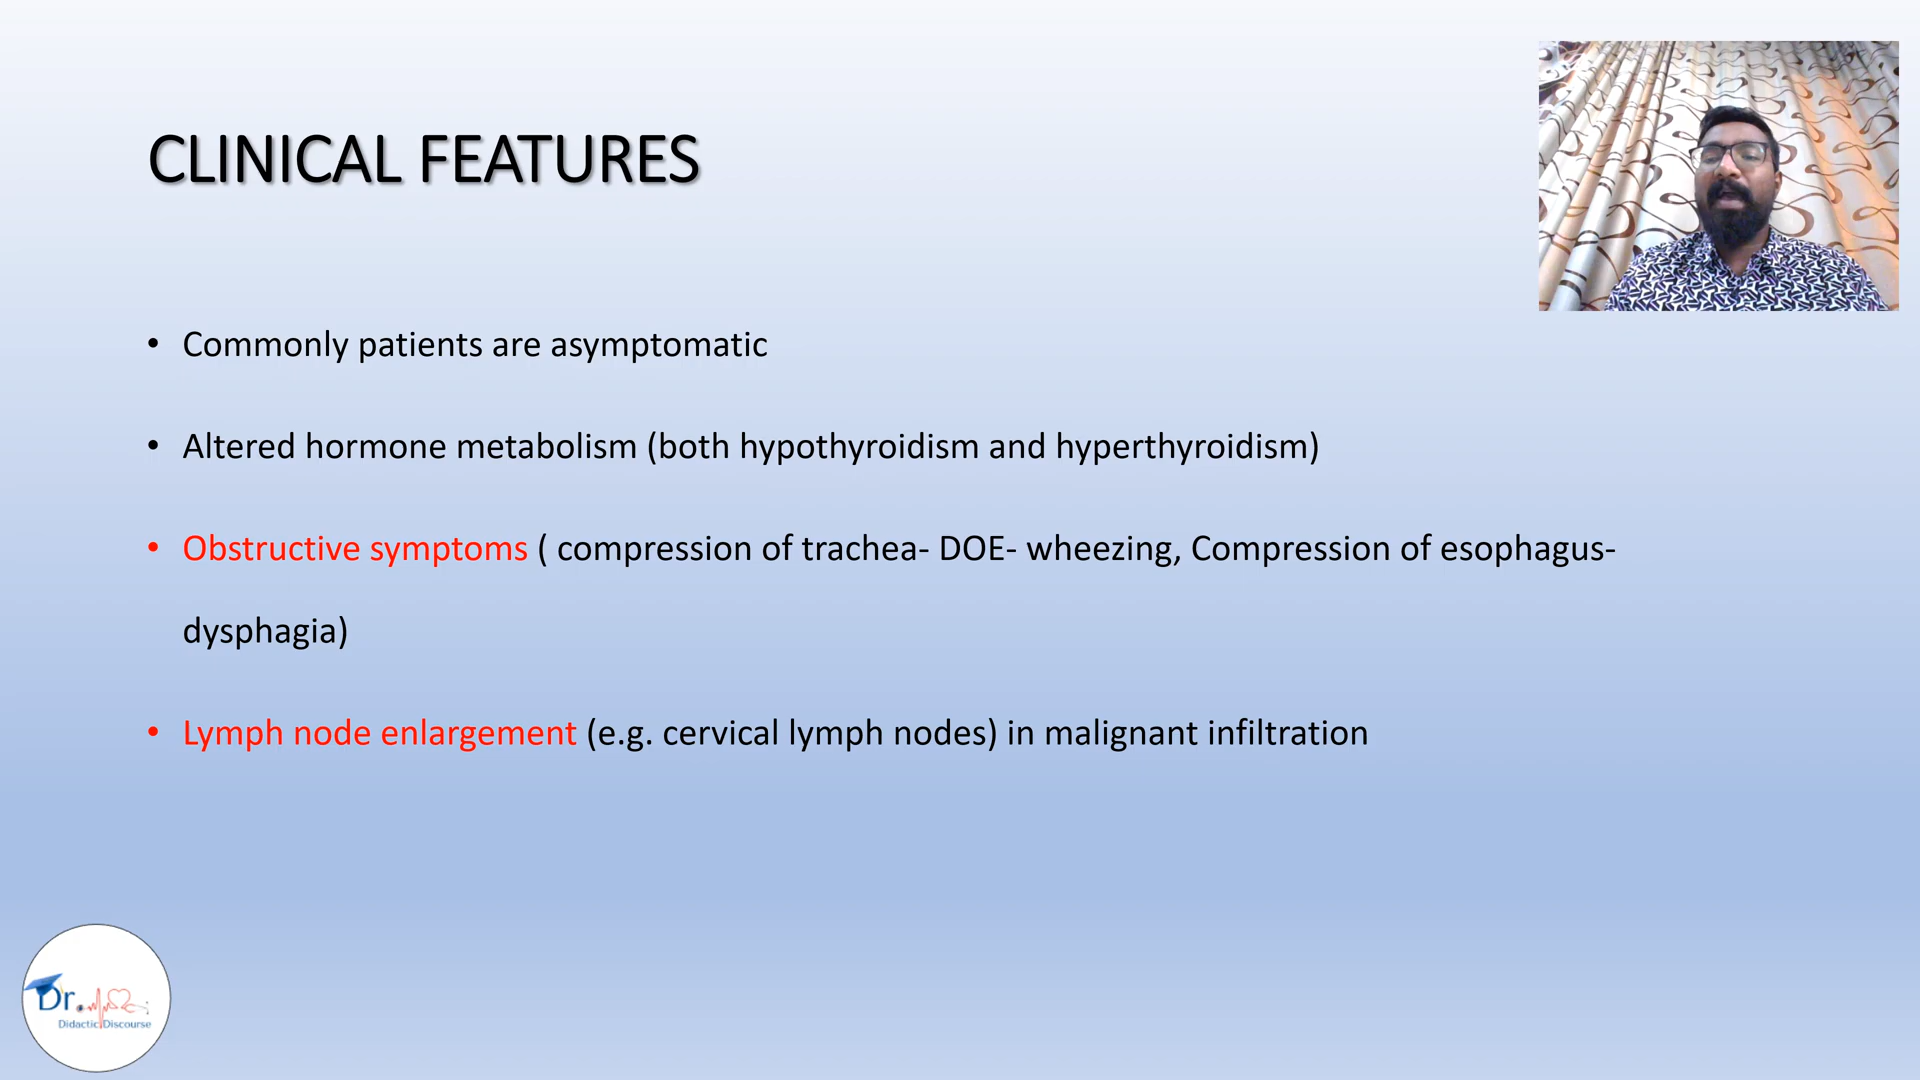 CLINICAL FEATURES
• Commonly patients are asymptomatic
• Altered hormone metabolism (both hypothyroidism and hyperthyroidism)
• Obstructive symptoms ( compression of trachea- DOE- wheezing, Compression of esophagus-
dysphagia)
• Lymph node enlargement (e.g. cervical lymph nodes) in malignant infiltration
Dr.
Didactic Discourse